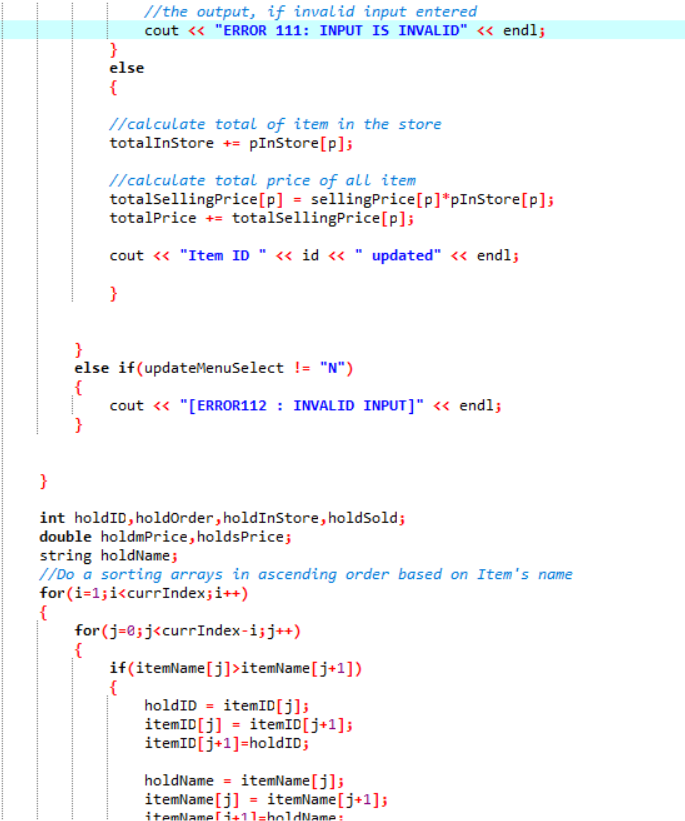 //the output, if invalid input entered
cout << "ERROR 111: INPUT IS INVALID" << endl;
}
else
{
//calculate total of item in the store
totalInStore += pInStore[p];
//calculate total price of all item
totalSellingPrice[p] = sellingPrice[p]*pInStore[p];
totalPrice += totalSellingPrice[p];
cout << "Item ID " << id << " updated" << endl;
}
}
else if(updateMenuSelect != "N")
{
cout << "[ERROR112 : INVALID INPUT]" << endl;
}
}
int holdID,holdOrder,holdInStore,holdSold;
double holdmPrice,holdsPrice;
string holdName;
//Do a sorting arrays in ascending order based on Item's name
for(i=1;i<currIndex;i++)
{
for(j=0;j<currIndex-i;j++)
{
if(itemName[j]>itemName[j+1])
{
holdID = itemID[j];
itemID[j] = itemID[j+1];
itemID[j+1]=holdID;
holdName = itemName[j];
itemName[j] = itemName[j+1];
itemName[j+1]=holdName;